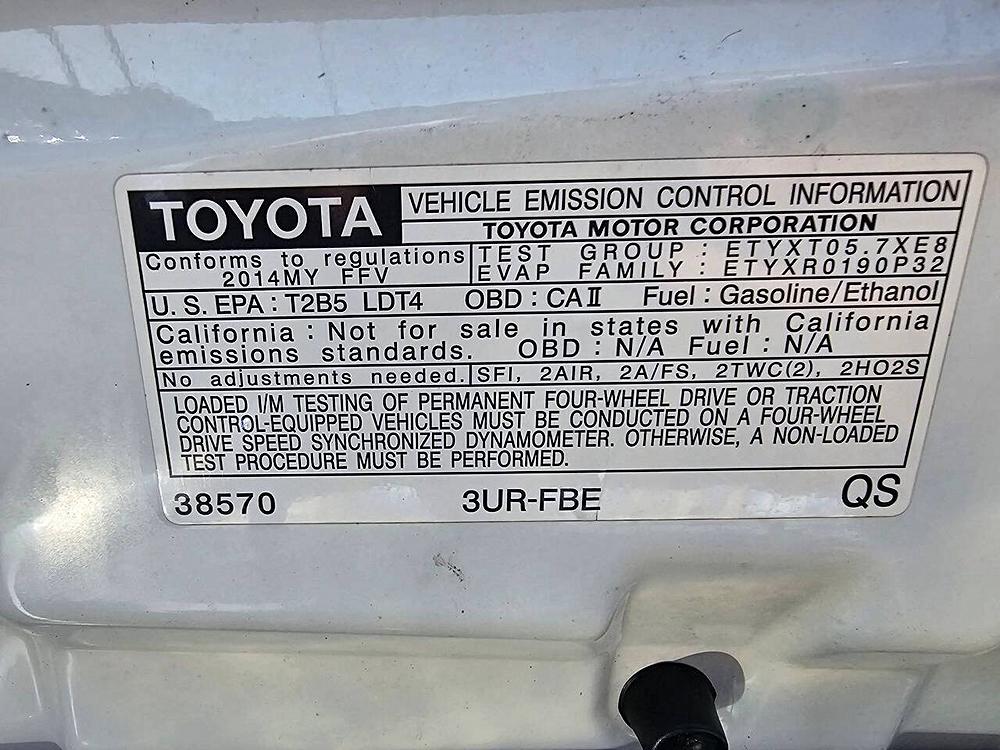 TOYOTA
VEHICLE EMISSION CONTROL INFORMATION
TOYOTA MOTOR CORPORATION
Conforms to regulations
2014MY FFV
TEST GROUP : ETYXT05.7XE8
EVAP FAMILY : ETYXR0190P32
U.S. EPA : T2B5 LDT4 OBD : CAⅡ Fuel : Gasoline/Ethanol
California : Not for sale in states with California
emissions standards. OBD : N/A Fuel : N/A
No adjustments needed.
SFI, 2AIR, 2A/FS, 2TWC(2), 2HO2S
LOADED I/M TESTING OF PERMANENT FOUR-WHEEL DRIVE OR TRACTION
CONTROL-EQUIPPED VEHICLES MUST BE CONDUCTED ON A FOUR-WHEEL
DRIVE SPEED SYNCHRONIZED DYNAMOMETER. OTHERWISE, A NON-LOADED
TEST PROCEDURE MUST BE PERFORMED.
38570 3UR-FBE QS